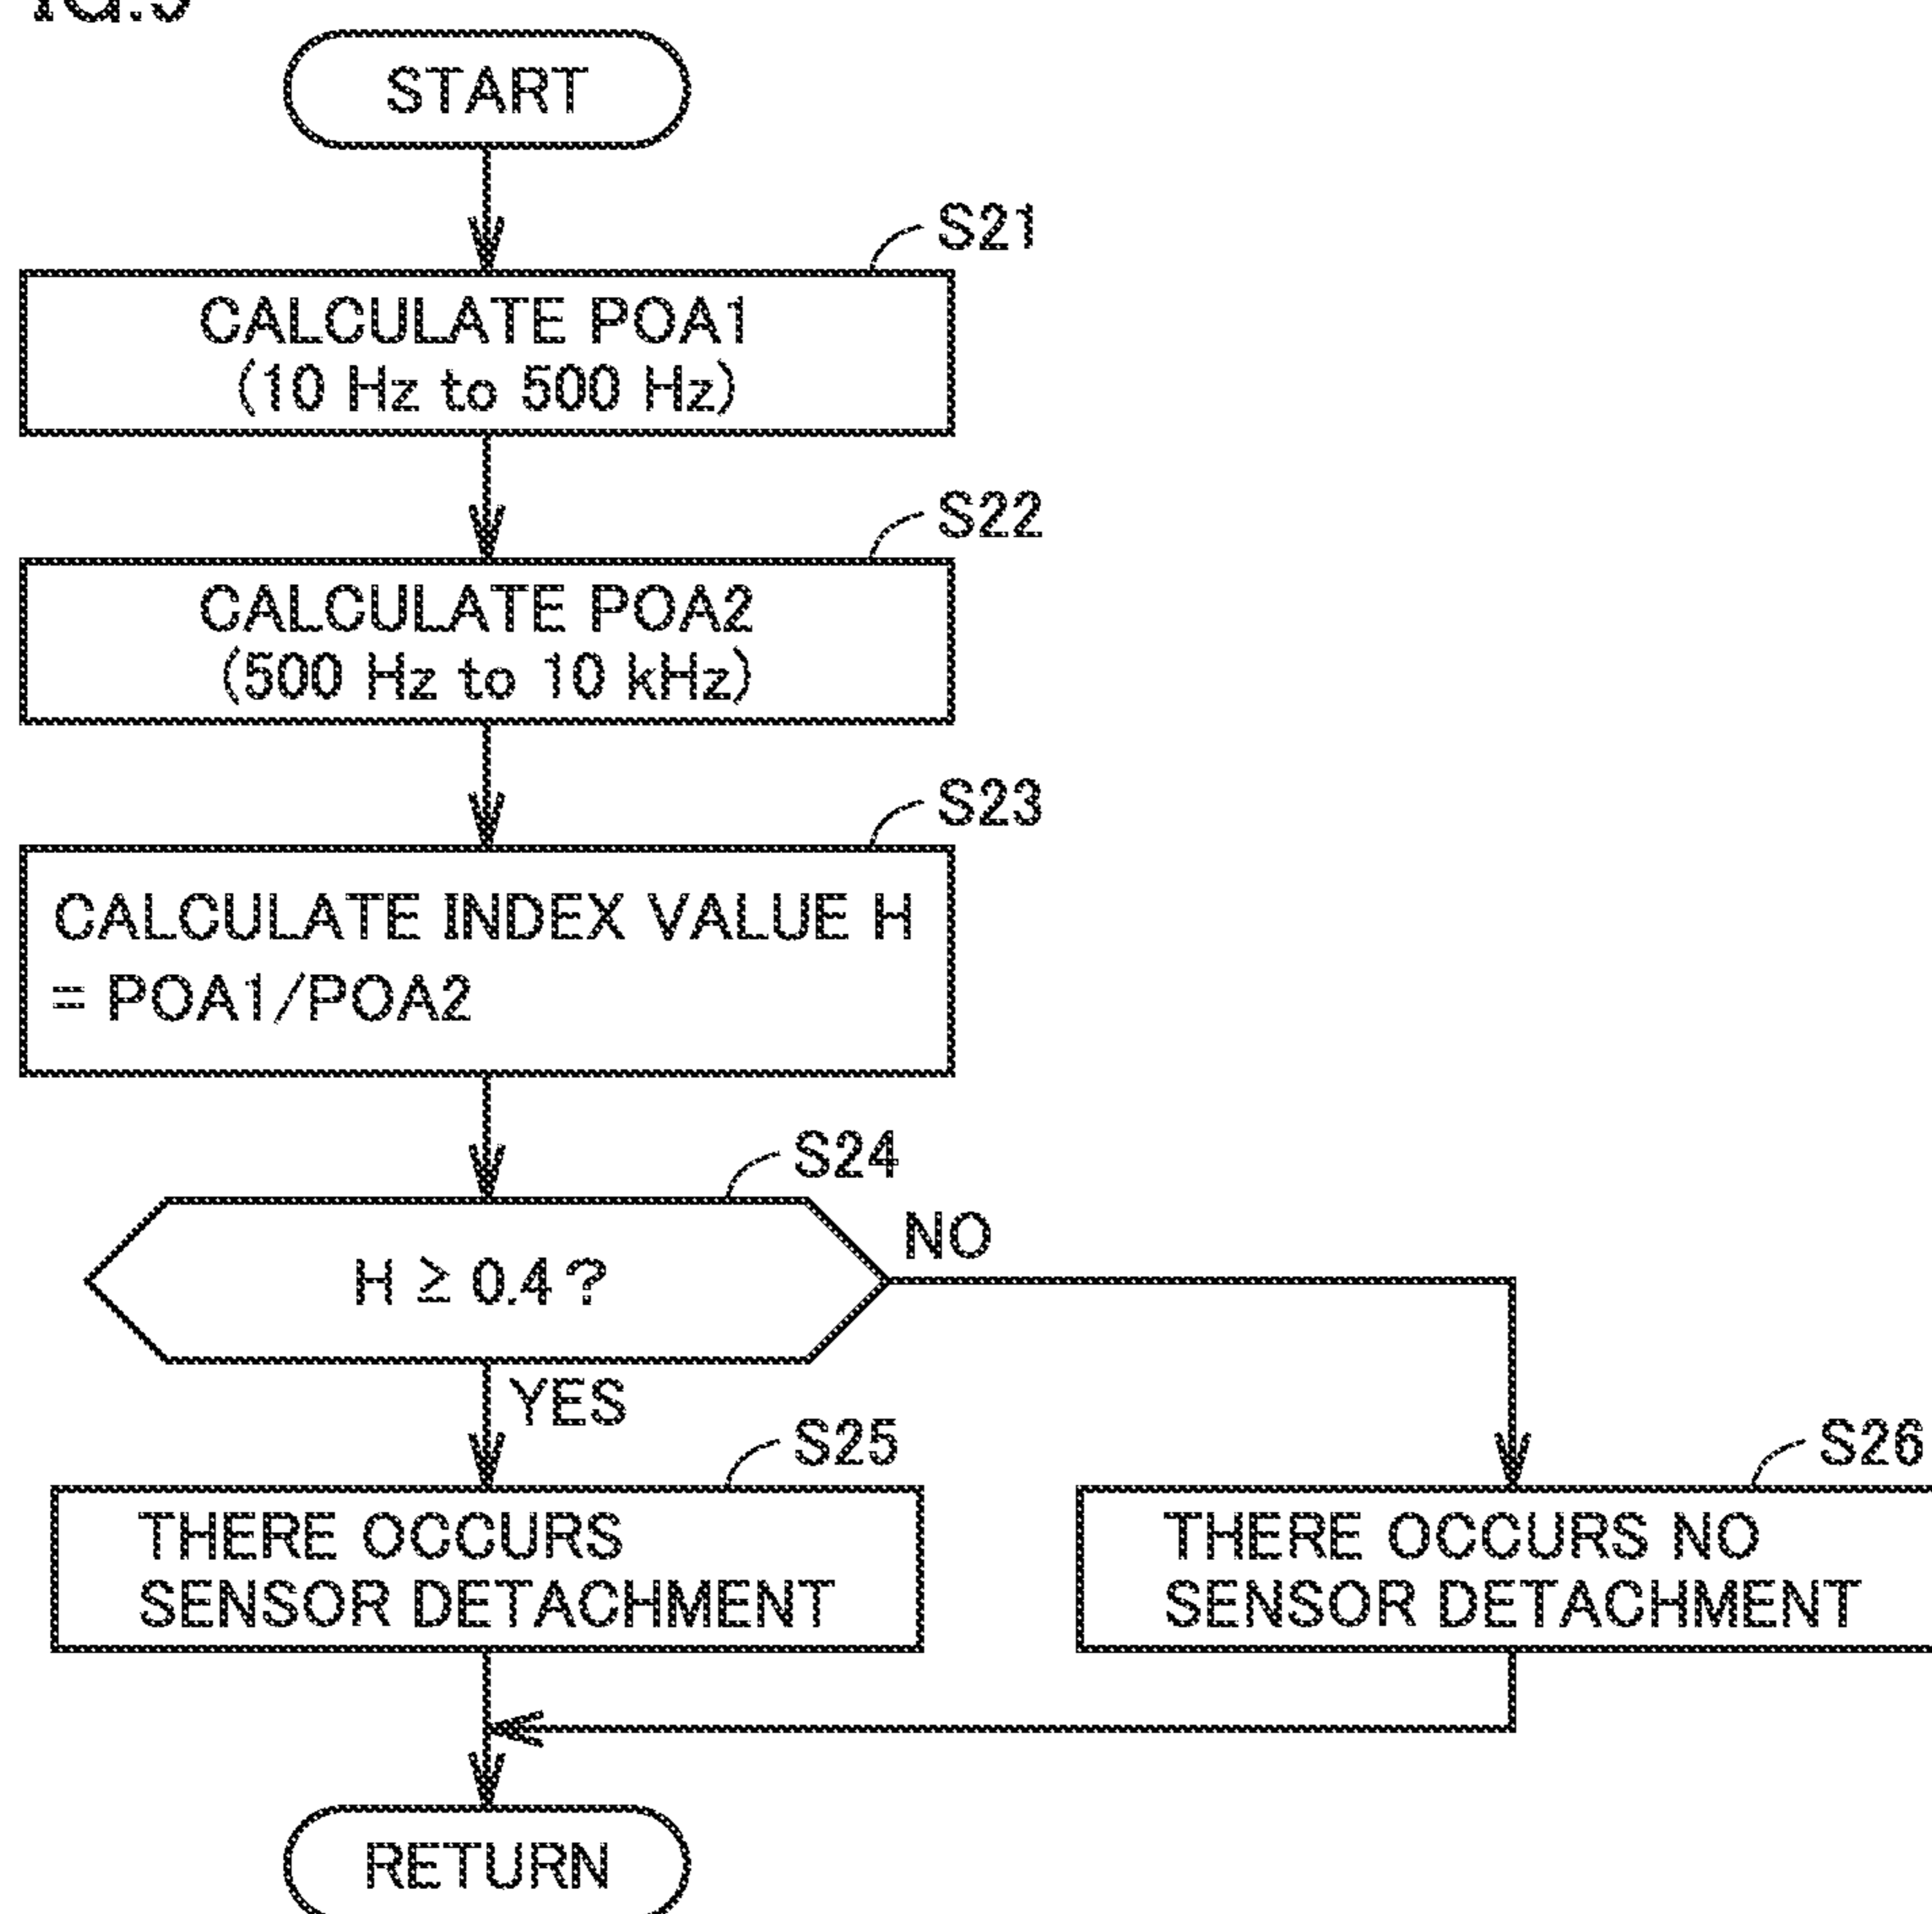 START
S21
CALCULATE POA1
(10 Hz to 500 Hz)
S22
CALCULATE POA2
(500 Hz to 10 kHz)
S23
CALCULATE INDEX VALUE H
= POA1/POA2
S24
H ≥ 0.4?
NO
YES
S25
THERE OCCURS
SENSOR DETACHMENT
S26
THERE OCCURS NO
SENSOR DETACHMENT
RETURN